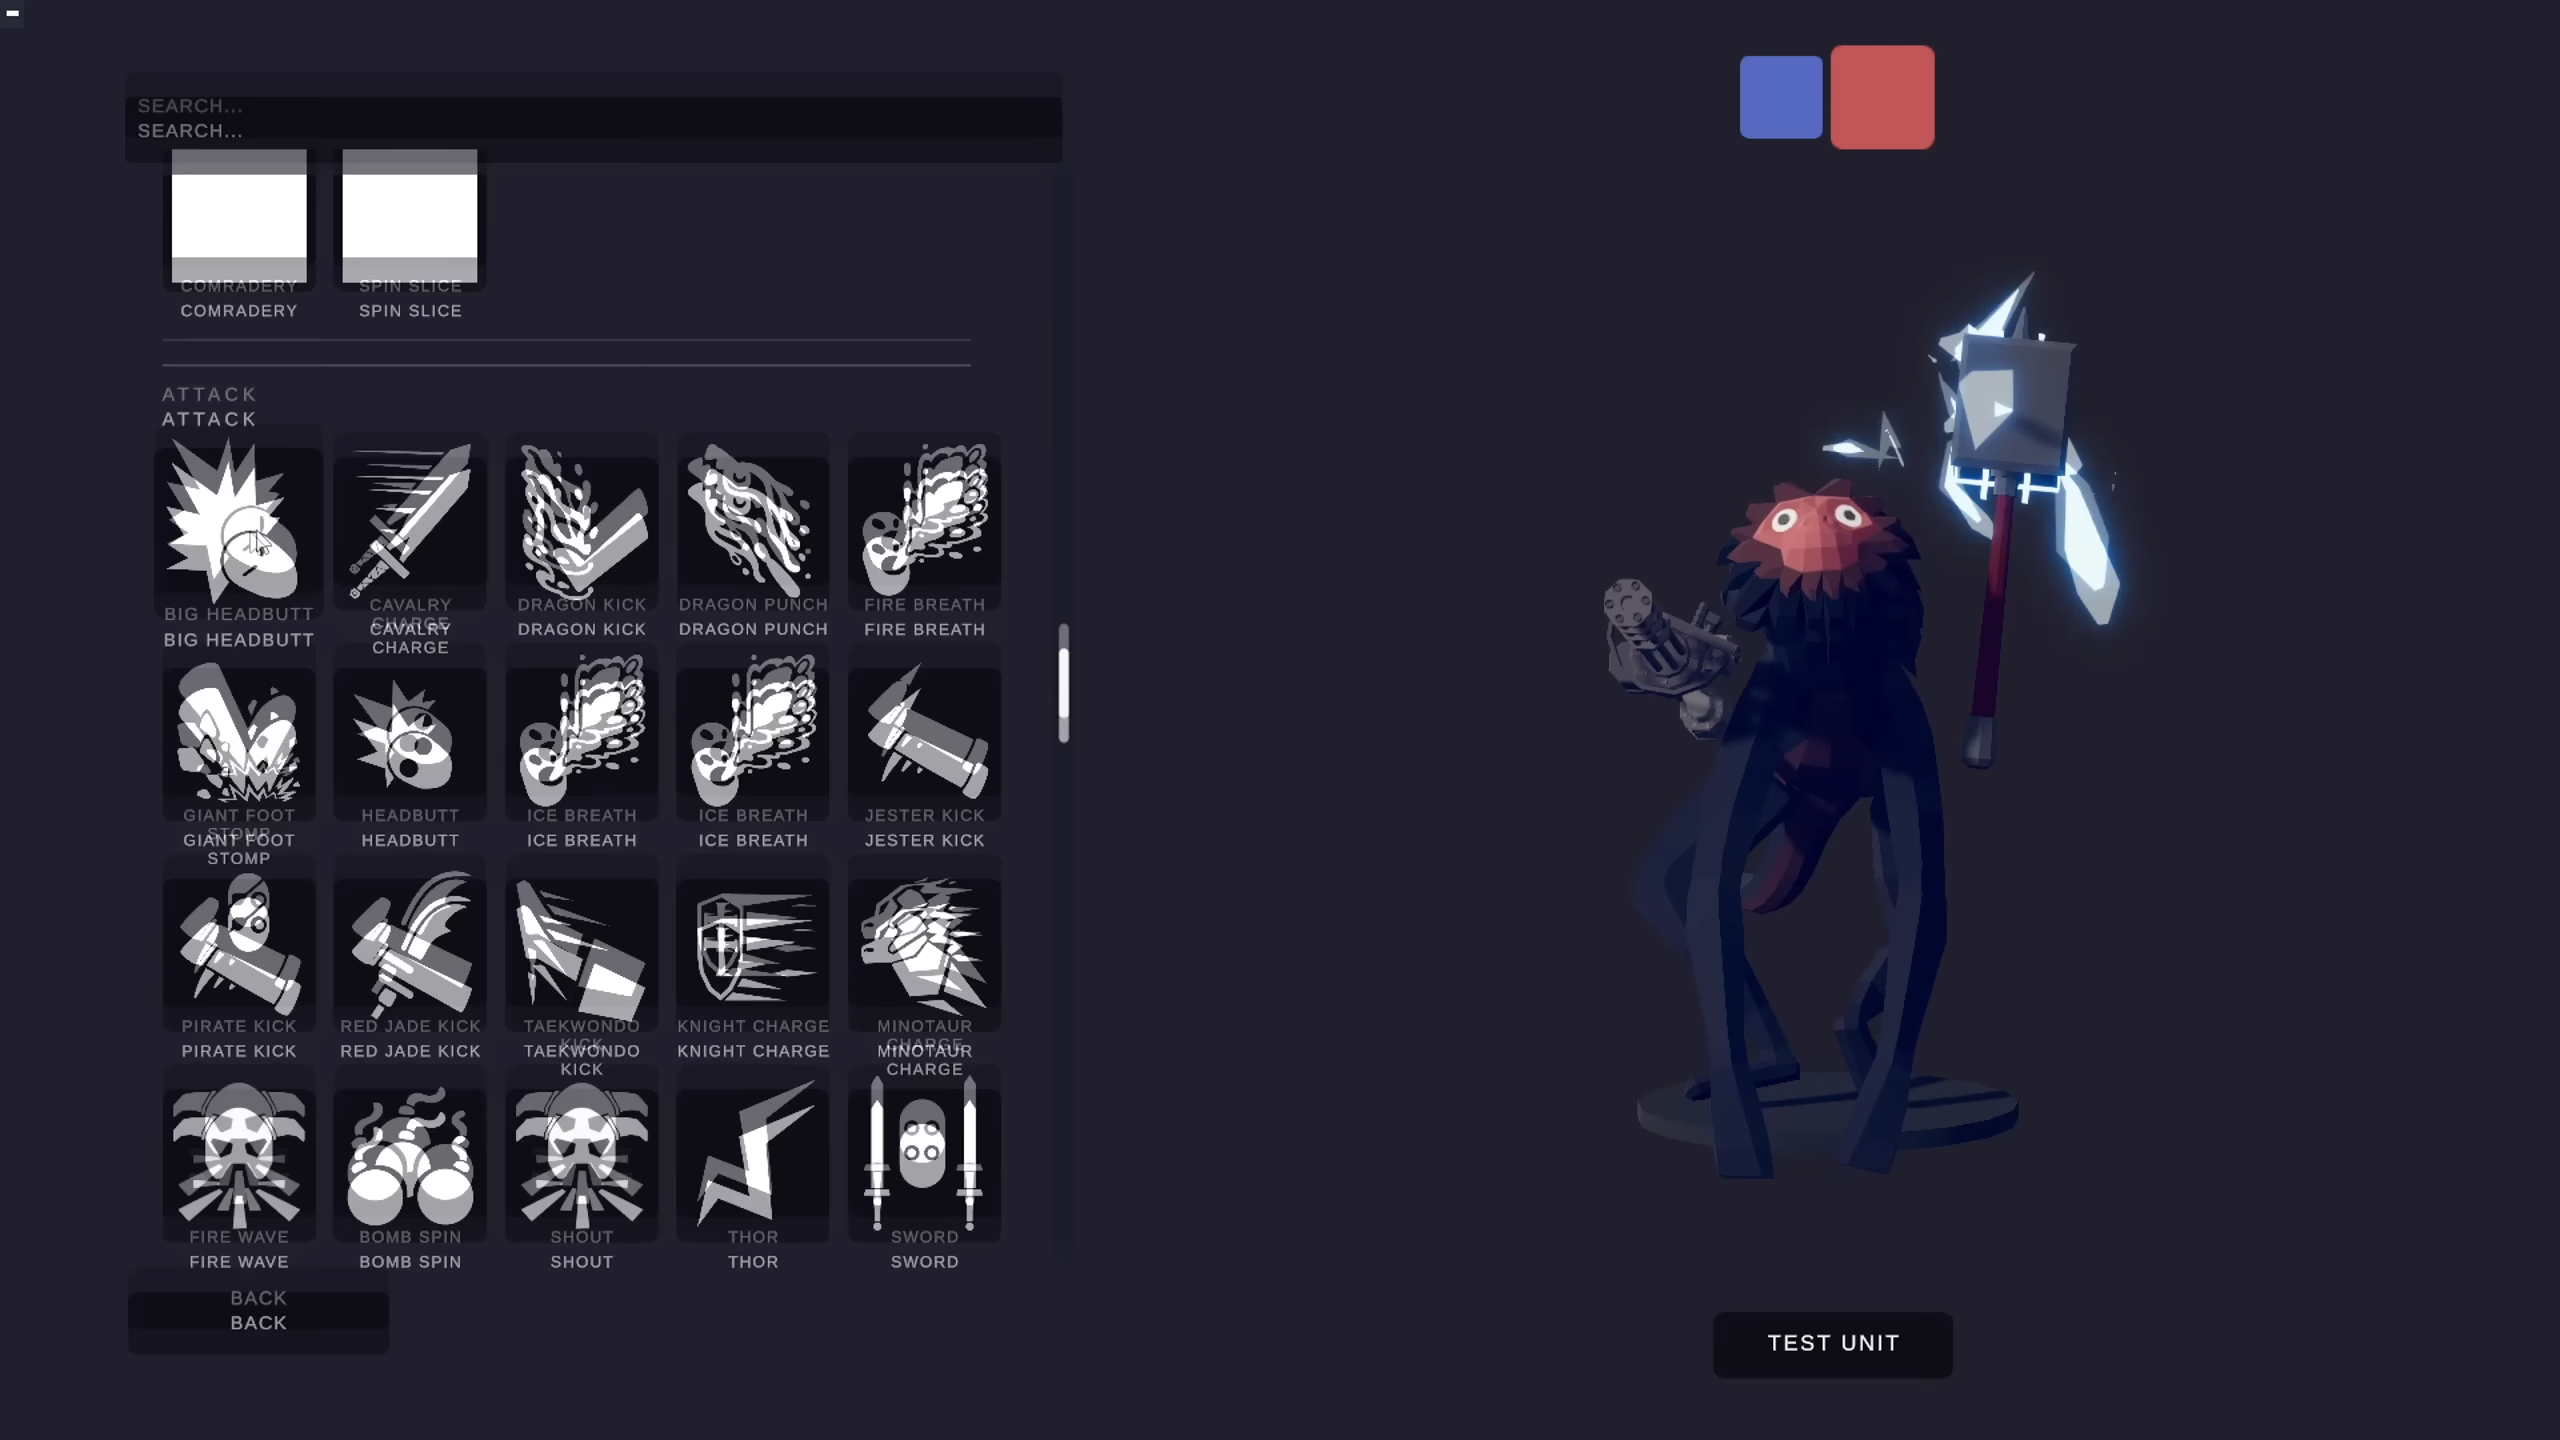 SEARCH...
SEARCH...
COMRADERY SPIN SLICE
COMRADERY SPIN SLICE
ATTACK
ATTACK
BIG HEADBUTT CAVALRY CHARGE DRAGON KICK DRAGON PUNCH FIRE BREATH
BIG HEADBUTT CAVALRY CHARGE DRAGON KICK DRAGON PUNCH FIRE BREATH
GIANT FOOT STOMP HEADBUTT ICE BREATH ICE BREATH JESTER KICK
GIANT FOOT STOMP HEADBUTT ICE BREATH ICE BREATH JESTER KICK
PIRATE KICK RED JADE KICK TAEKWONDO KICK KNIGHT CHARGE MINOTAUR CHARGE
PIRATE KICK RED JADE KICK TAEKWONDO KICK KNIGHT CHARGE MINOTAUR CHARGE
FIRE WAVE BOMB SPIN SHOUT THOR SWORD
FIRE WAVE BOMB SPIN SHOUT THOR SWORD
BACK
BACK
TEST UNIT